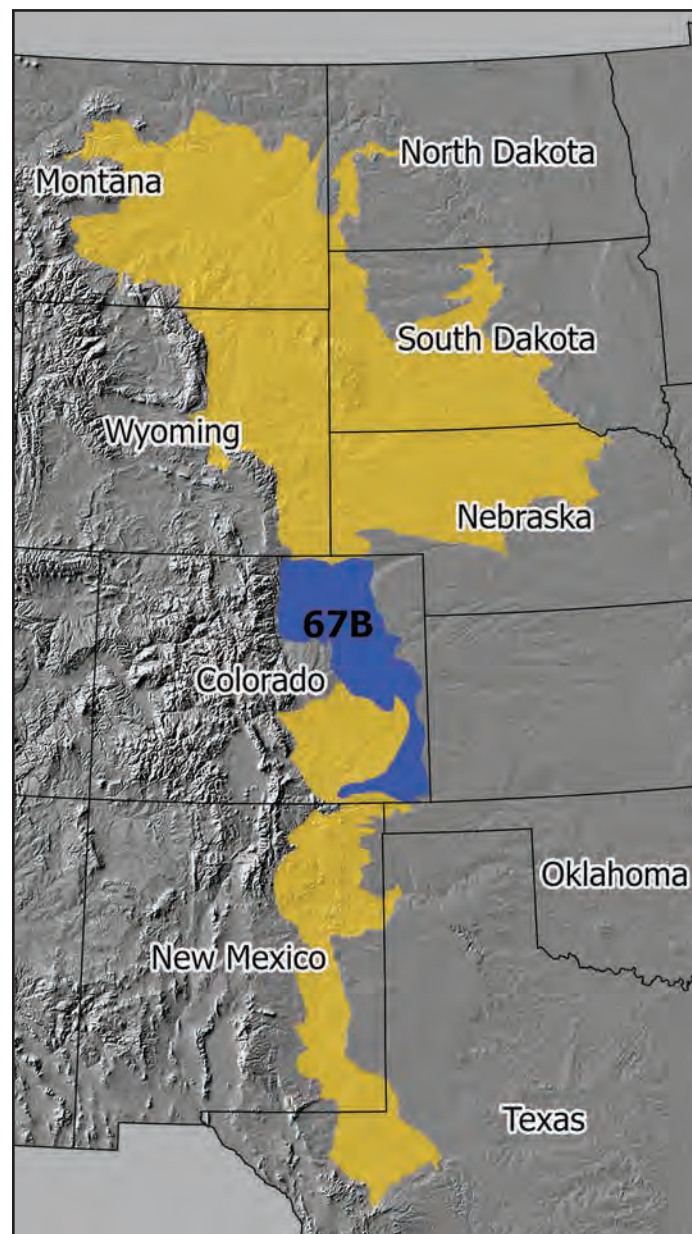 North Dakota
Montana
South Dakota
Wyoming
Nebraska
67B
Colorado
Oklahoma
New Mexico
Texas